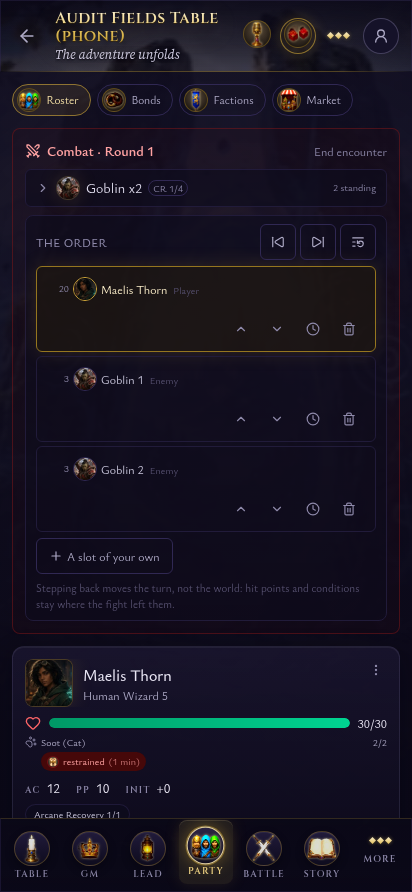 AUDIT FIELDS TABLE
(PHONE)
The adventure unfolds
Roster
Bonds
Factions
Market
Combat · Round 1
End encounter
Goblin x2 CR 1/4
2 standing
THE ORDER
20 Maelis Thorn Player
3 Goblin 1 Enemy
3 Goblin 2 Enemy
+ A slot of your own
Stepping back moves the turn, not the world: hit points and conditions
stay where the fight left them.
Maelis Thorn
Human Wizard 5
30/30
Soot (Cat) 2/2
restrained (1 min)
AC 12 PP 10 INIT +0
Arcane Recovery 1/1
TABLE
GM
LEAD
PARTY
BATTLE
STORY
MORE